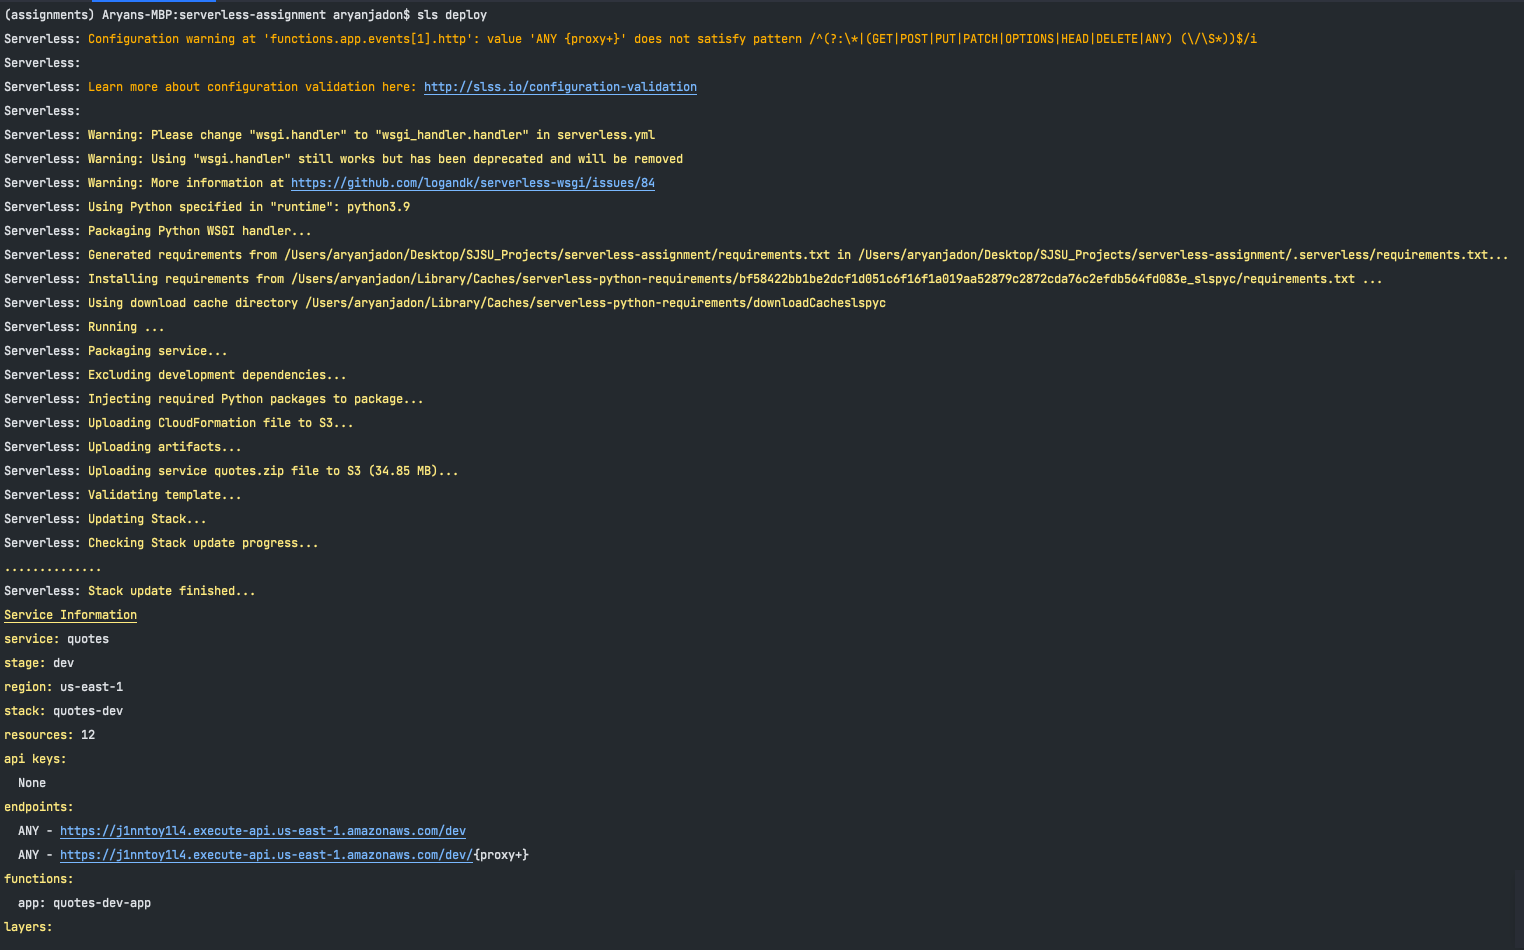 (assignments) Aryans-MBP:serverless-assignment aryanjadon$ sls deploy
Serverless: Configuration warning at 'functions.app.events[1].http': value 'ANY {proxy+}' does not satisfy pattern /^(?:\*|(GET|POST|PUT|PATCH|OPTIONS|HEAD|DELETE|ANY) (\/\S*))$/i
Serverless:
Serverless: Learn more about configuration validation here: http://slss.io/configuration-validation
Serverless:
Serverless: Warning: Please change "wsgi.handler" to "wsgi_handler.handler" in serverless.yml
Serverless: Warning: Using "wsgi.handler" still works but has been deprecated and will be removed
Serverless: Warning: More information at https://github.com/logandk/serverless-wsgi/issues/84
Serverless: Using Python specified in "runtime": python3.9
Serverless: Packaging Python WSGI handler...
Serverless: Generated requirements from /Users/aryanjadon/Desktop/SJSU_Projects/serverless-assignment/requirements.txt in /Users/aryanjadon/Desktop/SJSU_Projects/serverless-assignment/.serverless/requirements.txt...
Serverless: Installing requirements from /Users/aryanjadon/Library/Caches/serverless-python-requirements/bf58422bb1be2dcf1d051c6f16f1a019aa52879c2872cda76c2efdb564fd083e_slspyc/requirements.txt ...
Serverless: Using download cache directory /Users/aryanjadon/Library/Caches/serverless-python-requirements/downloadCacheslspyc
Serverless: Running ...
Serverless: Packaging service...
Serverless: Excluding development dependencies...
Serverless: Injecting required Python packages to package...
Serverless: Uploading CloudFormation file to S3...
Serverless: Uploading artifacts...
Serverless: Uploading service quotes.zip file to S3 (34.85 MB)...
Serverless: Validating template...
Serverless: Updating Stack...
Serverless: Checking Stack update progress...
..............
Serverless: Stack update finished...
Service Information
service: quotes
stage: dev
region: us-east-1
stack: quotes-dev
resources: 12
api keys:
  None
endpoints:
  ANY - https://j1nntoy1l4.execute-api.us-east-1.amazonaws.com/dev
  ANY - https://j1nntoy1l4.execute-api.us-east-1.amazonaws.com/dev/{proxy+}
functions:
  app: quotes-dev-app
layers: